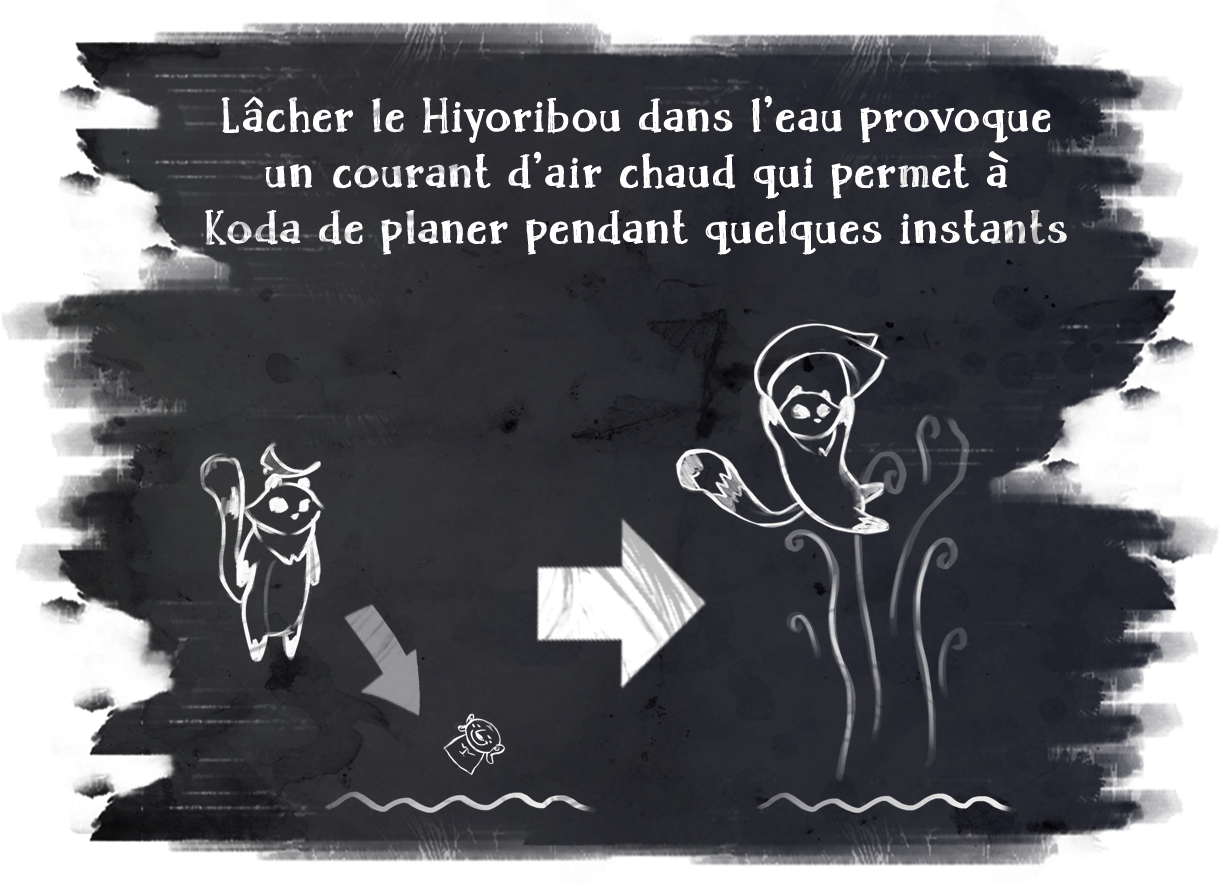 Lâcher le Hiyoribou dans l'eau provoque
un courant d'air chaud qui permet à
Koda de planer pendant quelques instants